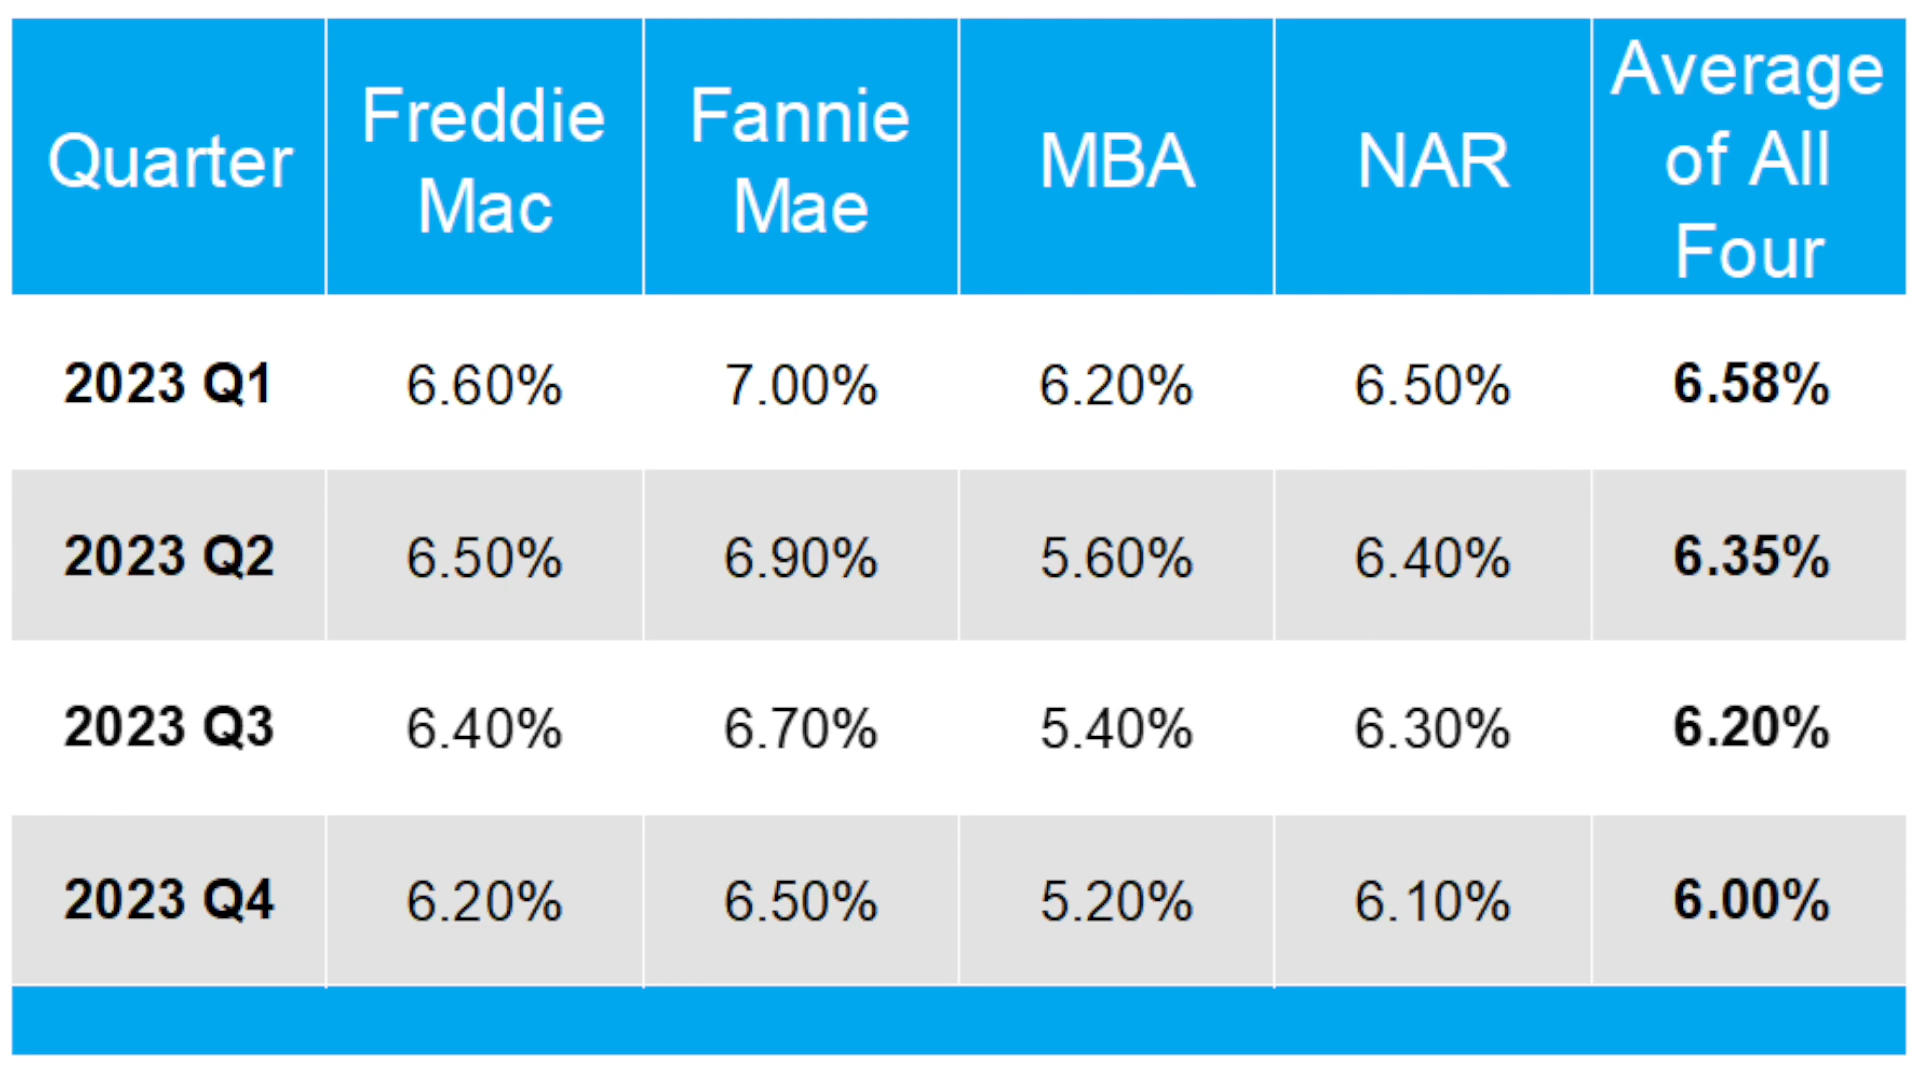 Quarter Freddie Mac Fannie Mae MBA NAR Average of All Four
2023 Q1 6.60% 7.00% 6.20% 6.50% 6.58%
2023 Q2 6.50% 6.90% 5.60% 6.40% 6.35%
2023 Q3 6.40% 6.70% 5.40% 6.30% 6.20%
2023 Q4 6.20% 6.50% 5.20% 6.10% 6.00%